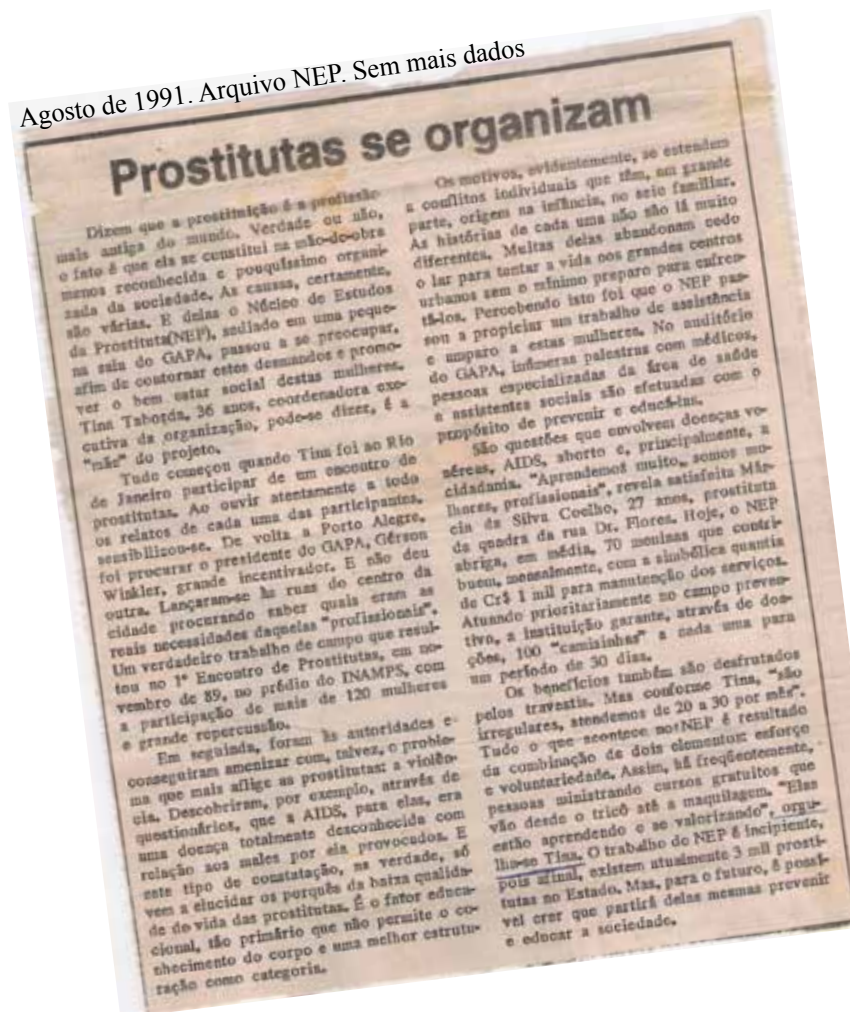 Agosto de 1991. Arquivo NEP. Sem mais dados
Prostitutas se organizam
Dizem que a prostituição é a profissão
mais antiga do mundo. Verdade ou não,
o fato é que ela se constitui na mão-de-obra
menos reconhecida e pouquíssimo organi-
zada da sociedade. As causas, certamente,
são várias. E delas o Núcleo de Estudos
da Prostituta(NEP), sediado em uma peque-
na sala do GAPA, passou a se preocupar,
afim de contornar estes desmandos e promo-
ver o bem estar social destas mulheres.
Tina Taborda, 36 anos, coordenadora exe-
cutiva da organização, pode-se dizer, é a
"mãe" do projeto.
Tudo começou quando Tina foi ao Rio
de Janeiro participar de um encontro de
prostitutas. Ao ouvir atentamente a todo
os relatos de cada uma das participantes,
sensibilizou-se. De volta a Porto Alegre,
foi procurar o presidente do GAPA, Gérson
Winkler, grande incentivador. E não deu
outra. Lançaram-se às ruas do centro da
cidade procurando saber quais eram as
reais necessidades daquelas "profissionais".
Um verdadeiro trabalho de campo que resul-
tou no 1º Encontro de Prostitutas, em no-
vembro de 89, no prédio do INAMPS, com
a participação de mais de 120 mulheres
e grande repercussão.
Em seguinda, foram às autoridades e
conseguiram amenizar com, talvez, o proble-
ma que mais aflige as prostitutas: a violên-
cia. Descobriram, por exemplo, através de
questionários, que a AIDS, para elas, era
uma doença totalmente desconhecida com
relação aos males por ela provocados. E
este tipo de constatação, na verdade, só
vem a elucidar os porquês da baixa qualida-
de de vida das prostitutas. É o fator educa-
cional, tão primário que não permite o co-
nhecimento do corpo e uma melhor estrutu-
ração como categoria.
Os motivos, evidentemente, se estendem
a conflitos individuais que têm, em grande
parte, origem na infância, no seio familiar.
As histórias de cada uma não são lá muito
diferentes. Muitas delas abandonam cedo
o lar para tentar a vida nos grandes centros
urbanos sem o mínimo preparo para enfren-
tá-los. Percebendo isto foi que o NEP pas-
sou a propiciar um trabalho de assistência
e amparo a estas mulheres. No auditório
do GAPA, inúmeras palestras com médicos,
pessoas especializadas da área de saúde
e assistentes sociais são efetuadas com o
propósito de prevenir e educá-las.
São questões que envolvem doenças ve-
néreas, AIDS, aborto e, principalmente, a
cidadania. "Aprendemos muito, somos mu-
lheres, profissionais", revela satisfeita Már-
cia da Silva Coelho, 27 anos, prostituta
da quadra da rua Dr. Flores. Hoje, o NEP
abriga, em média, 70 meninas que contri-
buem, mensalmente, com a simbólica quantia
de Cr$ 1 mil para manutenção dos serviços.
Atuando prioritariamente no campo preven-
tivo, a instituição garante, através de doa-
ções, 100 "camisinhas" a cada uma para
um período de 30 dias.
Os benefícios também são desfrutados
pelos travestis. Mas conforme Tina, "são
irregulares, atendemos de 20 a 30 por mês".
Tudo o que acontece no NEP é resultado
da combinação de dois elementos: esforço
e voluntariedade. Assim, há freqüentemente,
pessoas ministrando cursos gratuitos que
vão desde o tricô até a maquilagem. "Elas
estão aprendendo e se valorizando", orgu-
lha-se Tina. O trabalho do NEP é incipiente,
pois afinal, existem atualmente 3 mil prosti-
tutas no Estado. Mas, para o futuro, é possí-
vel crer que partirá delas mesmas prevenir
e educar a sociedade.